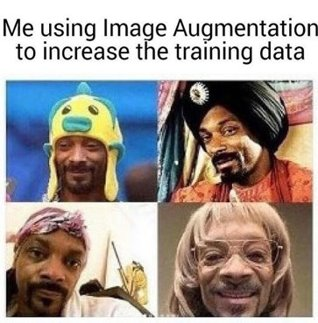 Me using Image Augmentation
to increase the training data